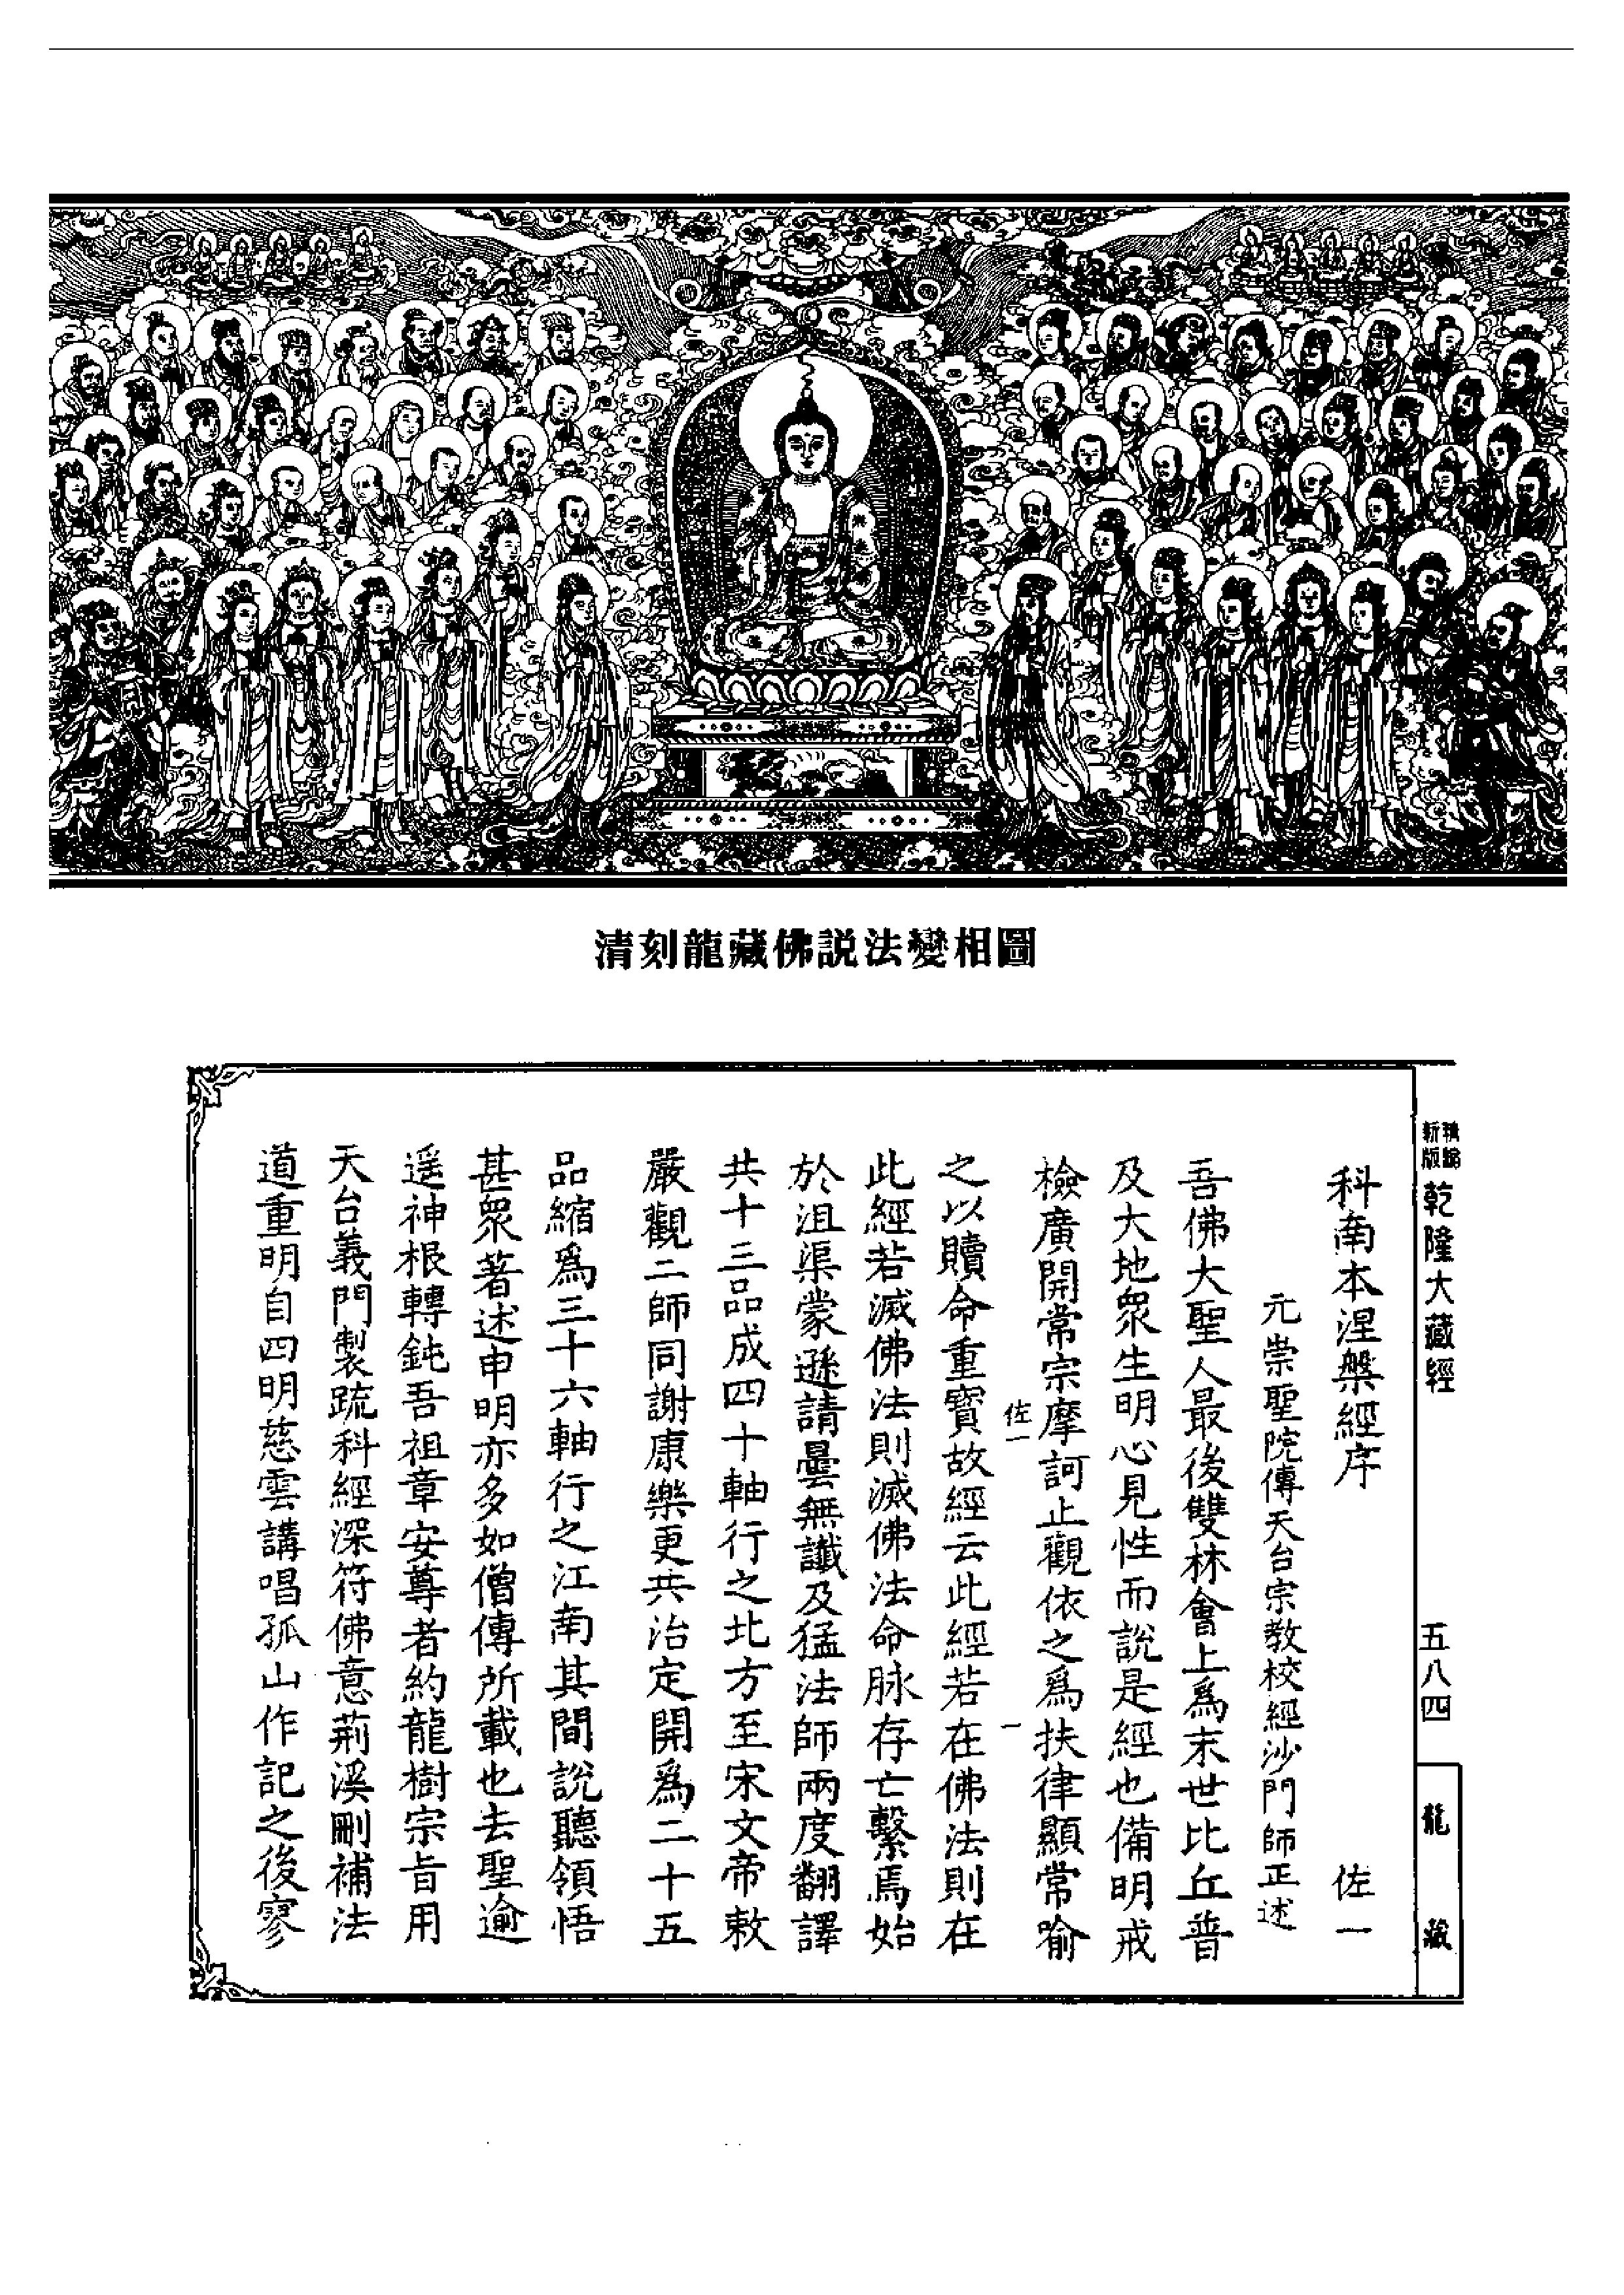 清刻龍藏佛説法變相圖
新版
乾隆大藏經
五八四
龍藏
科南本涅槃經序 佐一
元崇聖院傳天台宗教校經沙門師正述
吾佛大聖人最後雙林會上爲末世比丘普
及大地眾生明心見性而說是經也備明戒
檢廣開常宗摩訶止觀依之爲扶律顯常喻
佐一
一
之以贖命重寳故經云此經若在佛法則在
此經若滅佛法則滅佛法命脉存亡繫焉始
於沮渠蒙遜請曇無讖及猛法師兩度翻譯
共十三品成四十軸行之北方至宋文帝敕
嚴觀二師同謝康樂更共治定開爲二十五
品縮爲三十六軸行之江南其間說聽領悟
甚眾著述申明亦多如僧傳所載也去聖逾
遥神根轉鈍吾祖章安尊者約龍樹宗旨用
天台義門製䟽科經深符佛意荊溪刪補法
道重明自四明慈雲講唱孤山作記之後寥